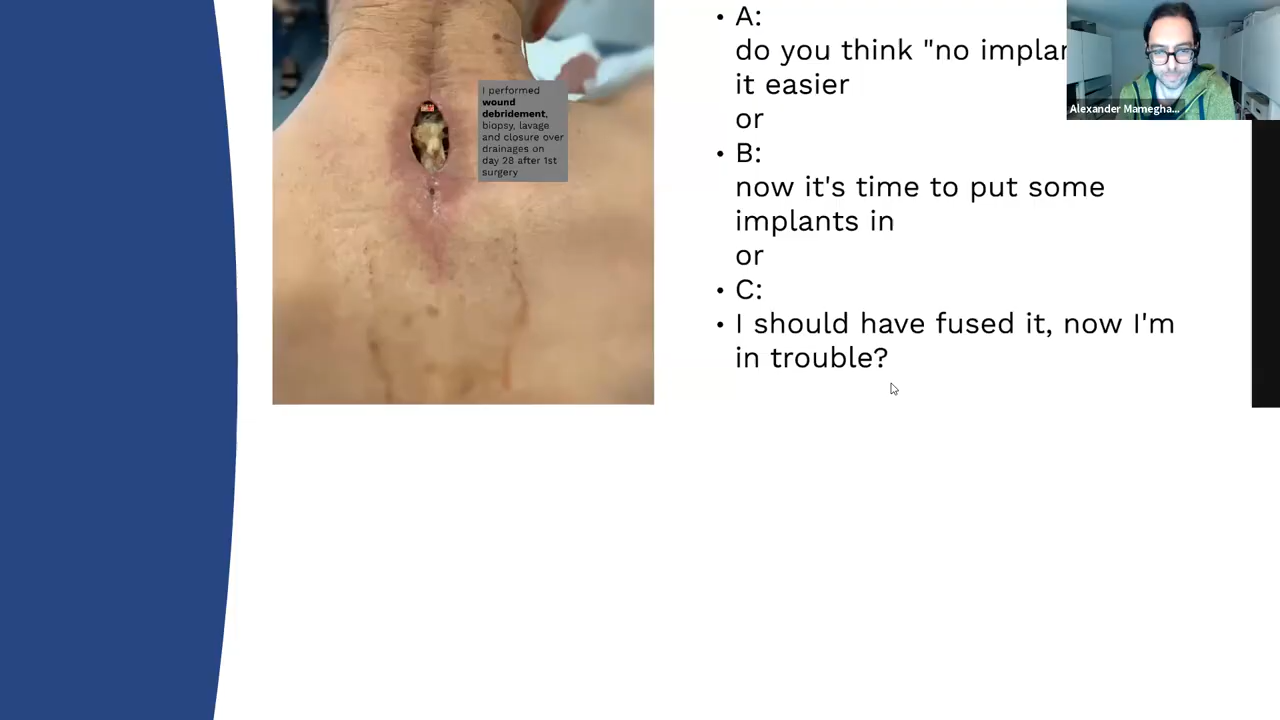 I performed
wound
debridement,
biopsy, lavage
and closure over
drainages on
day 28 after 1st
surgery
• A:
do you think "no
it easier
or
• B:
now it's time to put some
implants in
or
• C:
• I should have fused it, now I'm
in trouble?
Alexander Mamegha...